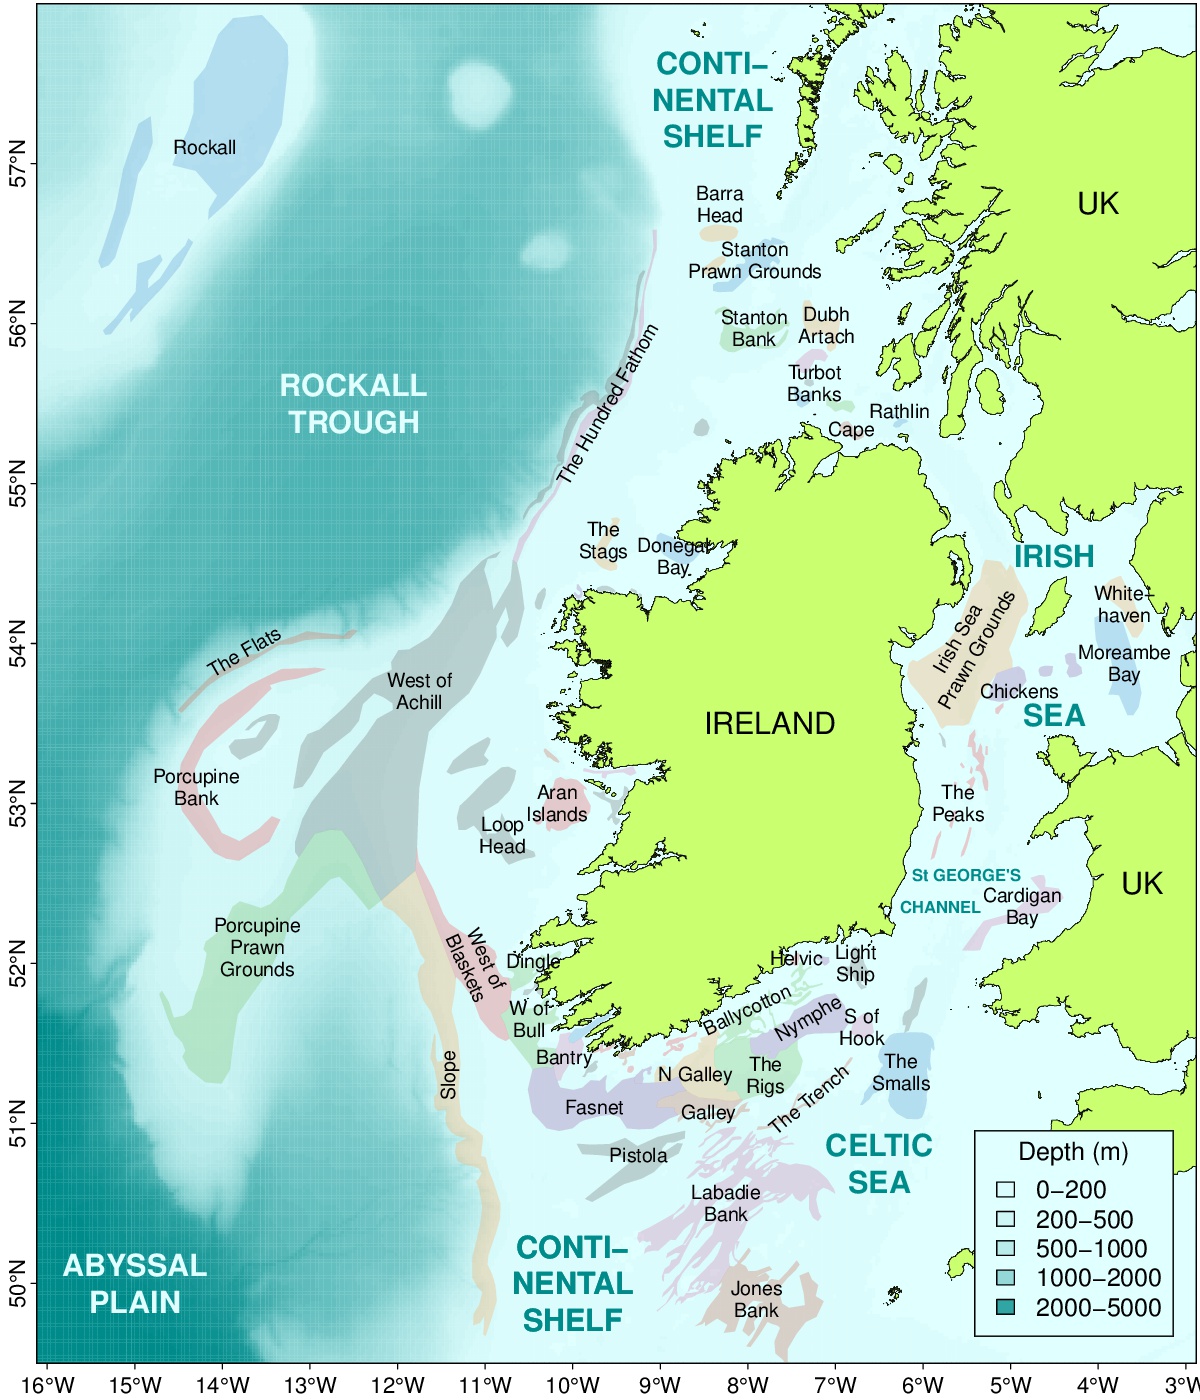 CONTI–
NENTAL
SHELF
Rockall
UK
Barra
Head
Stanton
Prawn Grounds
Stanton
Bank
Dubh
Artach
Turbot
Banks
Rathlin
Cape
ROCKALL
TROUGH
The Hundred Fathom
The
Stags
Donegal
Bay
IRISH
White–
haven
Irish Sea
Prawn Grounds
Moreambe
Bay
Chickens
SEA
The Flats
West of
Achill
IRELAND
Porcupine
Bank
Aran
Islands
Loop
Head
The
Peaks
St GEORGE'S
CHANNEL
Cardigan
Bay
UK
Porcupine
Prawn
Grounds
West of
Blaskets
Dingle
Helvic
Light
Ship
W of
Bull
Ballycotton
Nymphe
S of
Hook
Bantry
Slope
N Galley
The
Rigs
The
Smalls
Fasnet
Galley
The Trench
Pistola
CELTIC
SEA
Labadie
Bank
CONTI–
NENTAL
SHELF
Jones
Bank
ABYSSAL
PLAIN
Depth (m)
0–200
200–500
500–1000
1000–2000
2000–5000
57°N
56°N
55°N
54°N
53°N
52°N
51°N
50°N
16°W
15°W
14°W
13°W
12°W
11°W
10°W
9°W
8°W
7°W
6°W
5°W
4°W
3°W